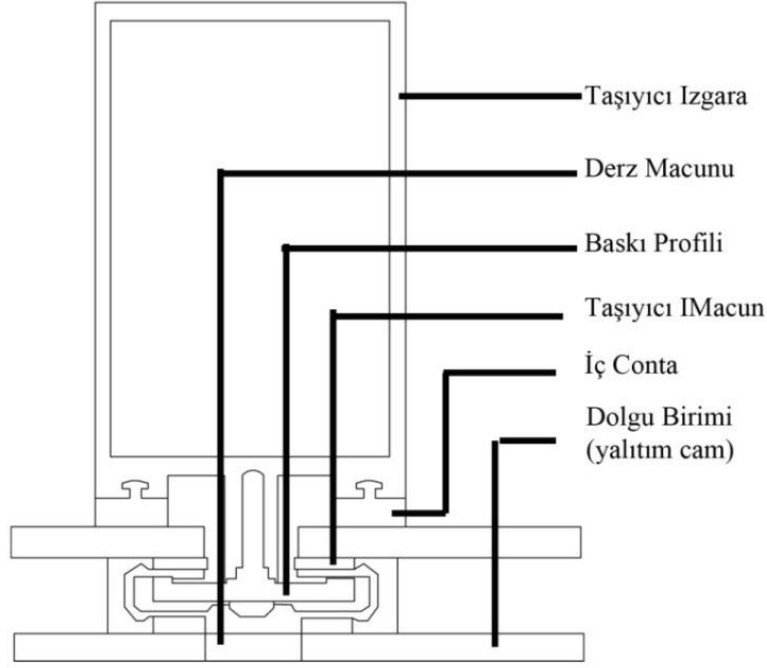 Taşıyıcı Izgara
Derz Macunu
Baskı Profili
Taşıyıcı IMacun
İç Conta
Dolgu Birimi
(yalıtım cam)